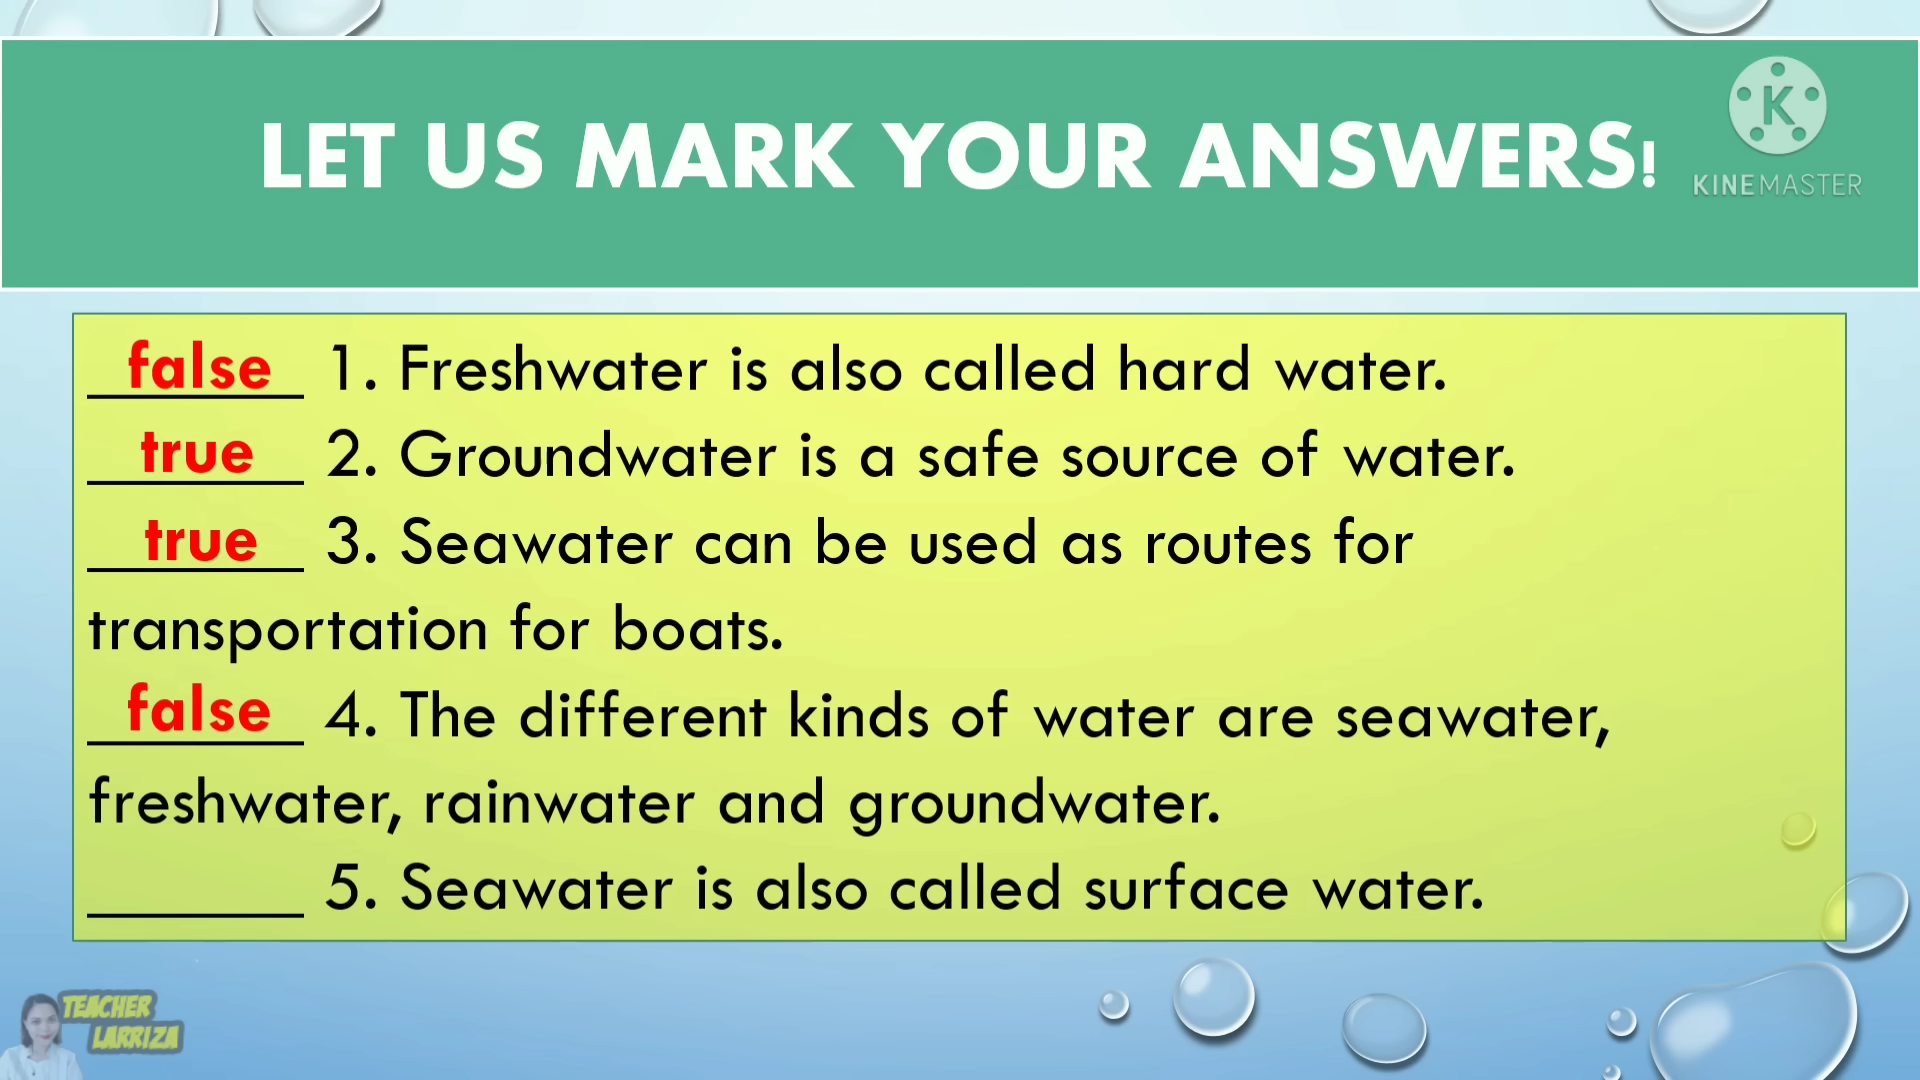 LET US MARK YOUR ANSWERS!
K
KINEMASTER
false 1. Freshwater is also called hard water.
true 2. Groundwater is a safe source of water.
true 3. Seawater can be used as routes for
transportation for boats.
false 4. The different kinds of water are seawater,
freshwater, rainwater and groundwater.
______ 5. Seawater is also called surface water.
TEACHER
LARRIZA